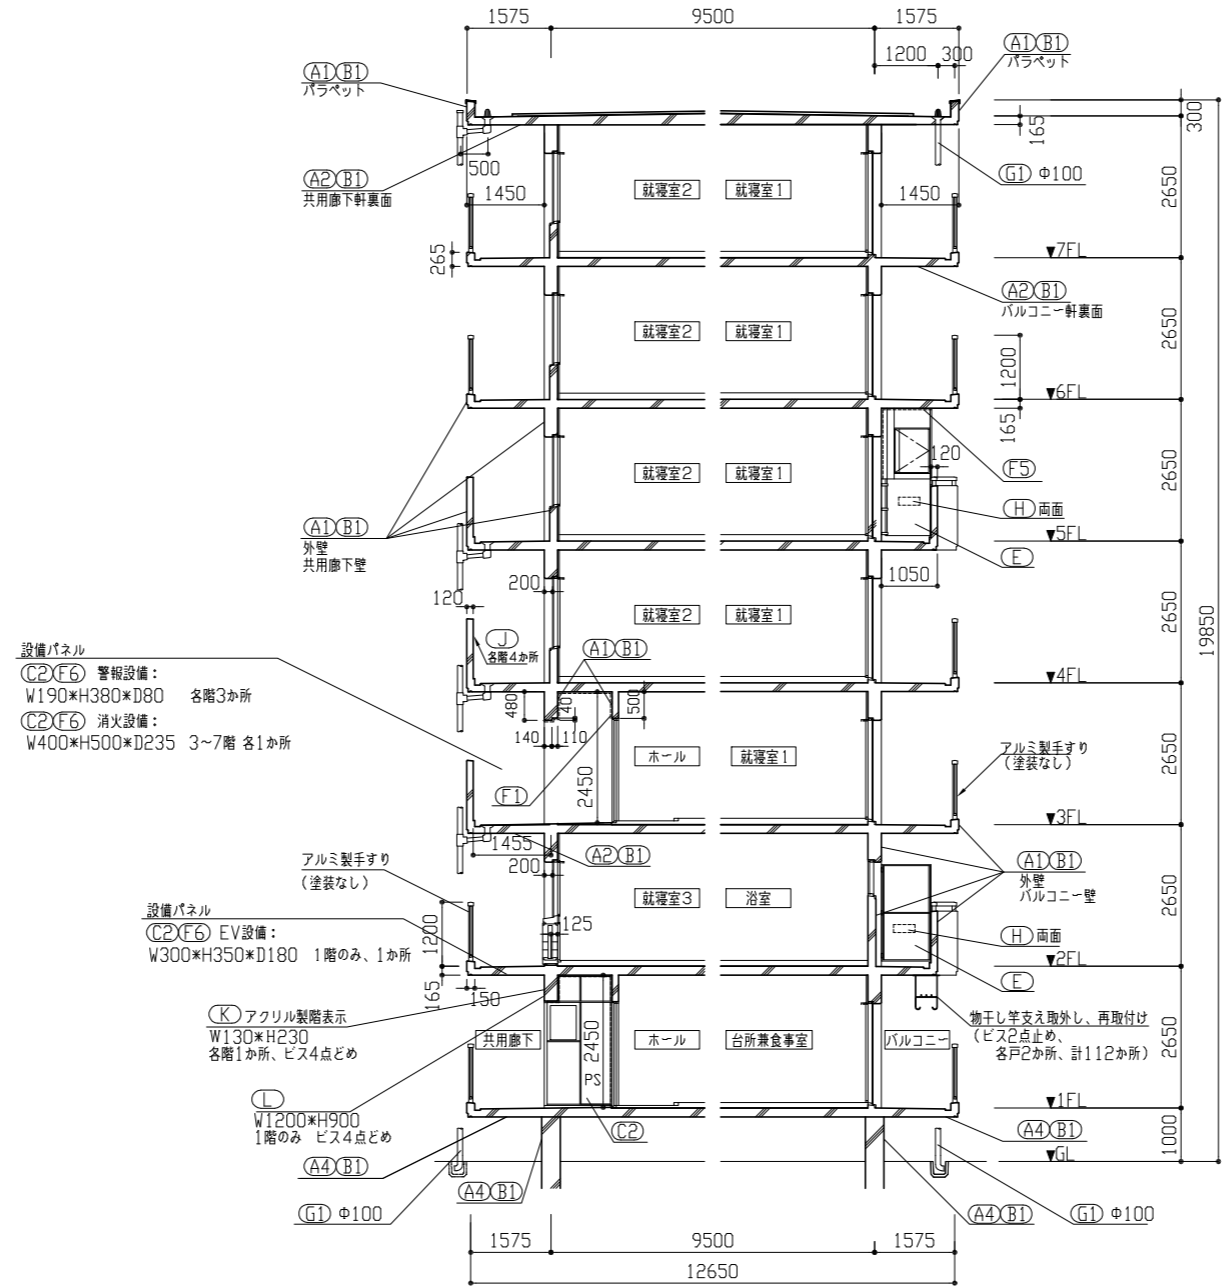 1575
9500
1575
1200
300
A1 B1
パラペット
A1 B1
パラペット
300
165
500
A2 B1
共用廊下軒裏面
1450
就寝室2
就寝室1
G1 Φ100
1450
2650
265
▼7FL
A2 B1
バルコニー軒裏面
就寝室2
就寝室1
1200
2650
▼6FL
165
120
F5
就寝室2
就寝室1
H 両面
2650
A1 B1
外壁
共用廊下壁
▼5FL
E
200
1050
120
就寝室2
就寝室1
2650
19850
J
各階4か所
A1 B1
設備パネル
C2 F6 警報設備：
W190*H380*D80 各階3か所
C2 F6 消火設備：
W400*H500*D235 3~7階 各1か所
▼4FL
480
40
500
140
110
ホール
就寝室1
アルミ製手すり
（塗装なし）
2450
2650
F1
▼3FL
1455
A2 B1
200
アルミ製手すり
（塗装なし）
A1 B1
外壁
バルコニー壁
就寝室3
浴室
2650
設備パネル
C2 F6 EV設備：
W300*H350*D180 1階のみ、1か所
1200
125
H 両面
▼2FL
165
150
E
K アクリル製階表示
W130*H230
各階1か所、ビス4点どめ
共用廊下
2450
PS
ホール
台所兼食事室
バルコニー
物干し竿支え取外し、再取付け
（ビス2点止め、
各戸2か所、計112か所）
2650
L
W1200*H900
1階のみ ビス4点どめ
▼1FL
C2
A4 B1
1000
A4 B1
▼GL
A4 B1
G1 Φ100
A4 B1
G1 Φ100
1575
9500
1575
12650